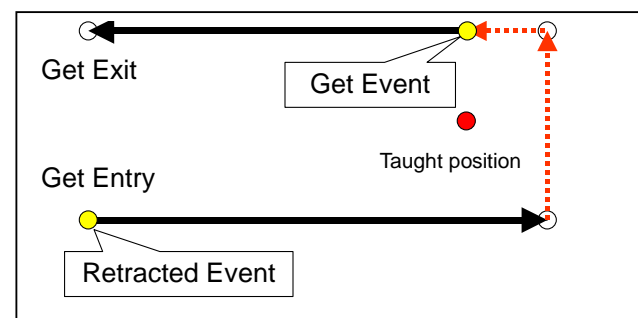 Get Exit
Get Event
Taught position
Get Entry
Retracted Event